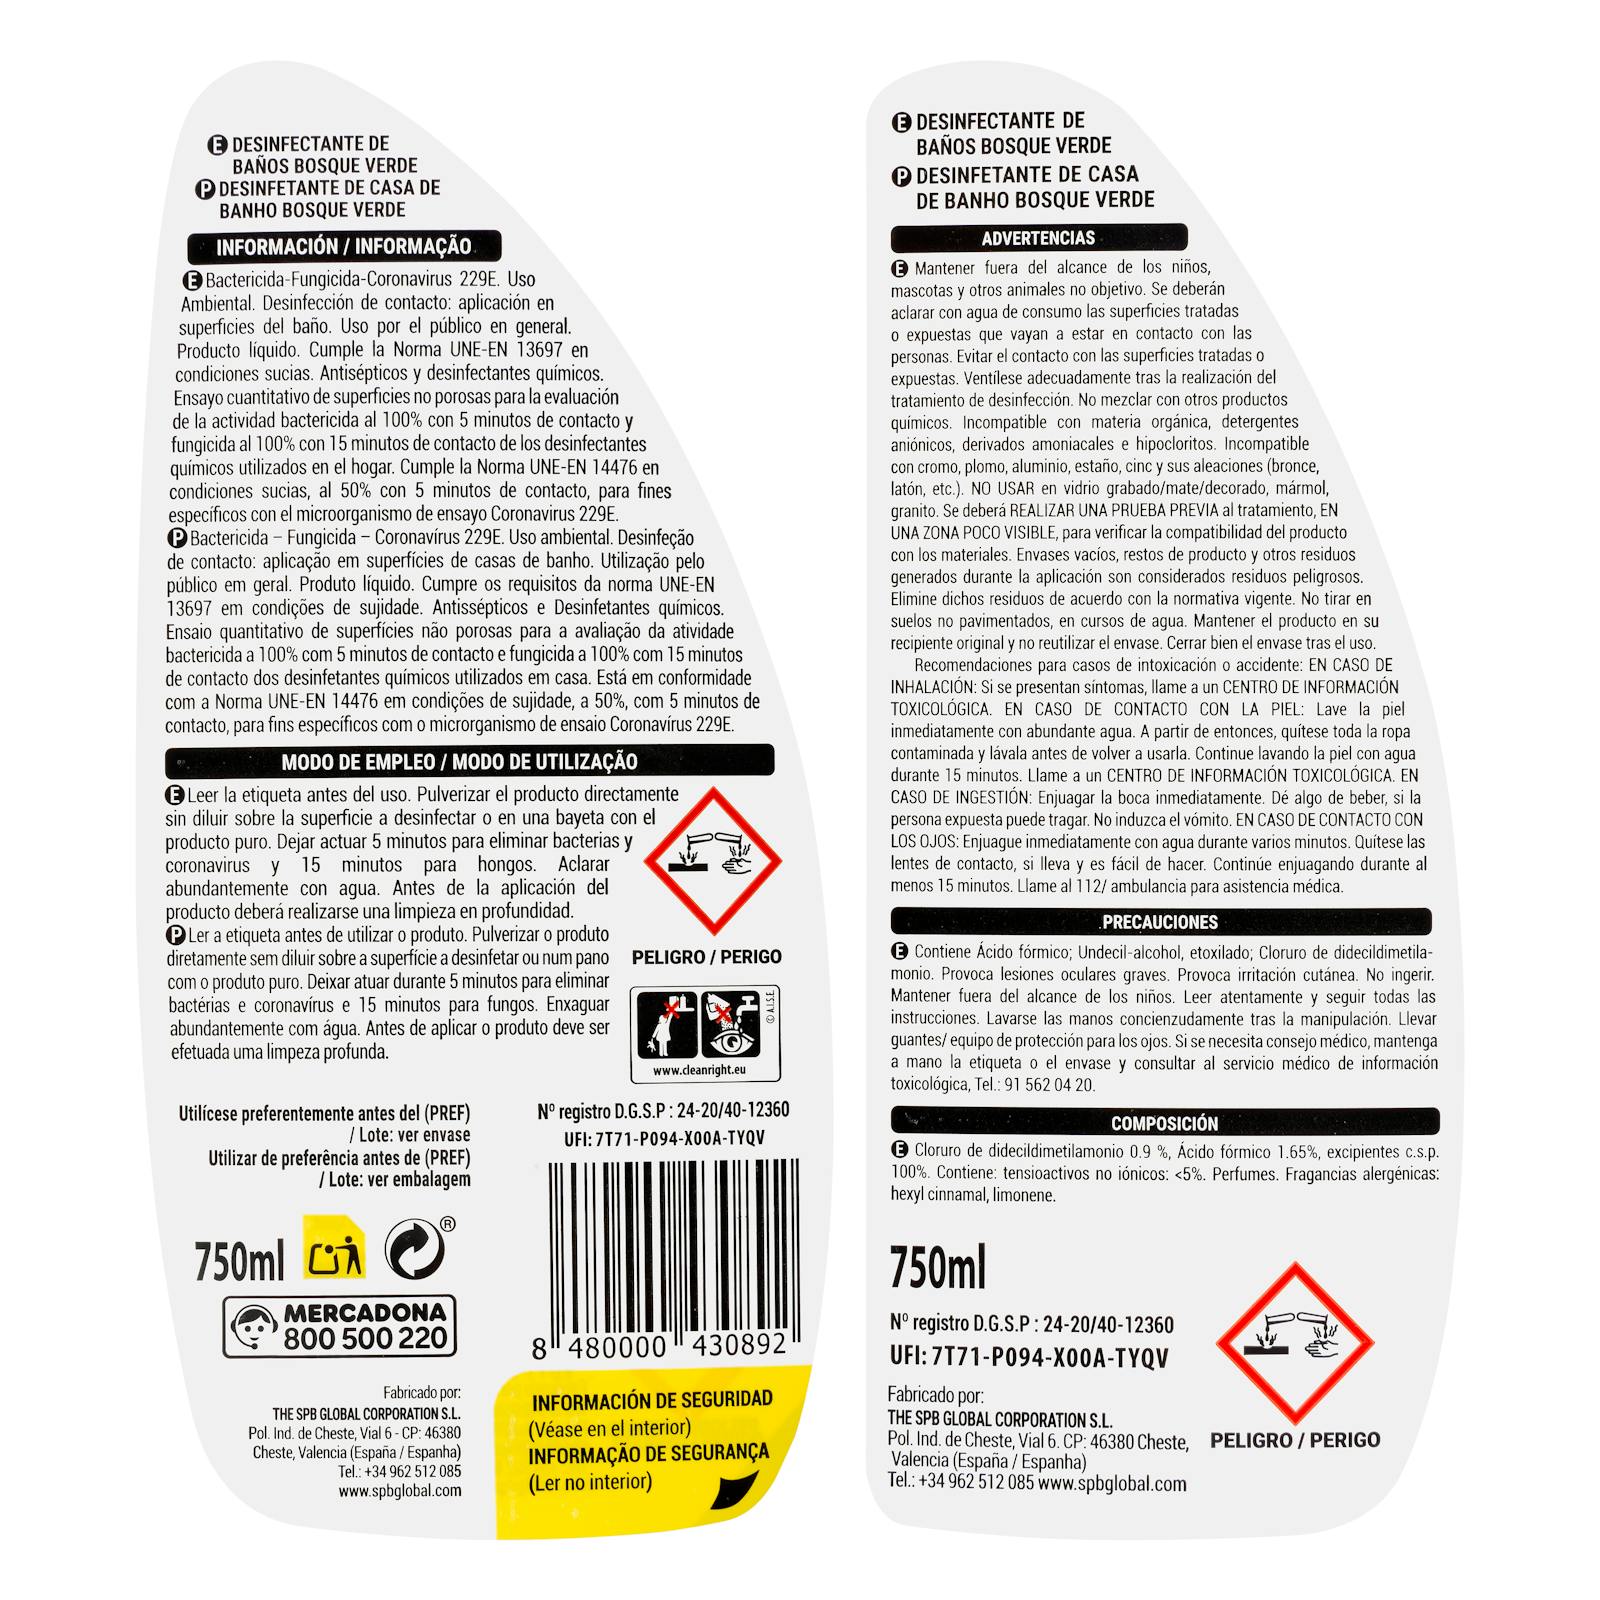 E DESINFECTANTE DE
BAÑOS BOSQUE VERDE
P DESINFETANTE DE CASA DE
BANHO BOSQUE VERDE
INFORMACIÓN / INFORMAÇÃO
E Bactericida-Fungicida-Coronavirus 229E. Uso
Ambiental. Desinfección de contacto: aplicación en
superficies del baño. Uso por el público en general.
Producto líquido. Cumple la Norma UNE-EN 13697 en
condiciones sucias. Antisépticos y desinfectantes químicos.
Ensayo cuantitativo de superficies no porosas para la evaluación
de la actividad bactericida al 100% con 5 minutos de contacto y
fungicida al 100% con 15 minutos de contacto de los desinfectantes
químicos utilizados en el hogar. Cumple la Norma UNE-EN 14476 en
condiciones sucias, al 50% con 5 minutos de contacto, para fines
específicos con el microorganismo de ensayo Coronavirus 229E.
P Bactericida – Fungicida – Coronavírus 229E. Uso ambiental. Desinfeção
de contacto: aplicação em superfícies de casas de banho. Utilização pelo
público em geral. Produto líquido. Cumpre os requisitos da norma UNE-EN
13697 em condições de sujidade. Antissépticos e Desinfetantes químicos.
Ensaio quantitativo de superfícies não porosas para a avaliação da atividade
bactericida a 100% com 5 minutos de contacto e fungicida a 100% com 15 minutos
de contacto dos desinfetantes químicos utilizados em casa. Está em conformidade
com a Norma UNE-EN 14476 em condições de sujidade, a 50%, com 5 minutos de
contacto, para fins específicos com o microrganismo de ensaio Coronavírus 229E.
MODO DE EMPLEO / MODO DE UTILIZAÇÃO
E Leer la etiqueta antes del uso. Pulverizar el producto directamente
sin diluir sobre la superficie a desinfectar o en una bayeta con el
producto puro. Dejar actuar 5 minutos para eliminar bacterias y
coronavirus y 15 minutos para hongos. Aclarar
abundantemente con agua. Antes de la aplicación del
producto deberá realizarse una limpieza en profundidad.
P Ler a etiqueta antes de utilizar o produto. Pulverizar o produto
diretamente sem diluir sobre a superfície a desinfetar ou num pano
com o produto puro. Deixar atuar durante 5 minutos para eliminar
bactérias e coronavírus e 15 minutos para fungos. Enxaguar
abundantemente com água. Antes de aplicar o produto deve ser
efetuada uma limpeza profunda.
PELIGRO / PERIGO
© A.I.S.E.
www.cleanright.eu
Utilícese preferentemente antes del (PREF)
/ Lote: ver envase
Utilizar de preferência antes de (PREF)
/ Lote: ver embalagem
Nº registro D.G.S.P : 24-20/40-12360
UFI: 7T71-P094-X00A-TYQV
750ml
®
MERCADONA
800 500 220
8 480000 430892
Fabricado por:
THE SPB GLOBAL CORPORATION S.L.
Pol. Ind. de Cheste, Vial 6 - CP: 46380
Cheste, Valencia (España / Espanha)
Tel.: +34 962 512 085
www.spbglobal.com
INFORMACIÓN DE SEGURIDAD
(Véase en el interior)
INFORMAÇÃO DE SEGURANÇA
(Ler no interior)
E DESINFECTANTE DE
BAÑOS BOSQUE VERDE
P DESINFETANTE DE CASA
DE BANHO BOSQUE VERDE
ADVERTENCIAS
E Mantener fuera del alcance de los niños,
mascotas y otros animales no objetivo. Se deberán
aclarar con agua de consumo las superficies tratadas
o expuestas que vayan a estar en contacto con las
personas. Evitar el contacto con las superficies tratadas o
expuestas. Ventílese adecuadamente tras la realización del
tratamiento de desinfección. No mezclar con otros productos
químicos. Incompatible con materia orgánica, detergentes
aniónicos, derivados amoniacales e hipocloritos. Incompatible
con cromo, plomo, aluminio, estaño, cinc y sus aleaciones (bronce,
latón, etc.). NO USAR en vidrio grabado/mate/decorado, mármol,
granito. Se deberá REALIZAR UNA PRUEBA PREVIA al tratamiento, EN
UNA ZONA POCO VISIBLE, para verificar la compatibilidad del producto
con los materiales. Envases vacíos, restos de producto y otros residuos
generados durante la aplicación son considerados residuos peligrosos.
Elimine dichos residuos de acuerdo con la normativa vigente. No tirar en
suelos no pavimentados, en cursos de agua. Mantener el producto en su
recipiente original y no reutilizar el envase. Cerrar bien el envase tras el uso.
Recomendaciones para casos de intoxicación o accidente: EN CASO DE
INHALACIÓN: Si se presentan síntomas, llame a un CENTRO DE INFORMACIÓN
TOXICOLÓGICA. EN CASO DE CONTACTO CON LA PIEL: Lave la piel
inmediatamente con abundante agua. A partir de entonces, quítese toda la ropa
contaminada y lávala antes de volver a usarla. Continue lavando la piel con agua
durante 15 minutos. Llame a un CENTRO DE INFORMACIÓN TOXICOLÓGICA. EN
CASO DE INGESTIÓN: Enjuagar la boca inmediatamente. Dé algo de beber, si la
persona expuesta puede tragar. No induzca el vómito. EN CASO DE CONTACTO CON
LOS OJOS: Enjuague inmediatamente con agua durante varios minutos. Quítese las
lentes de contacto, si lleva y es fácil de hacer. Continúe enjuagando durante al
menos 15 minutos. Llame al 112/ ambulancia para asistencia médica.
PRECAUCIONES
E Contiene Ácido fórmico; Undecil-alcohol, etoxilado; Cloruro de didecildimetila-
monio. Provoca lesiones oculares graves. Provoca irritación cutánea. No ingerir.
Mantener fuera del alcance de los niños. Leer atentamente y seguir todas las
instrucciones. Lavarse las manos concienzudamente tras la manipulación. Llevar
guantes/ equipo de protección para los ojos. Si se necesita consejo médico, mantenga
a mano la etiqueta o el envase y consultar al servicio médico de información
toxicológica, Tel.: 91 562 04 20.
COMPOSICIÓN
E Cloruro de didecildimetilamonio 0.9 %, Ácido fórmico 1.65%, excipientes c.s.p.
100%. Contiene: tensioactivos no iónicos: <5%. Perfumes. Fragancias alergénicas:
hexyl cinnamal, limonene.
750ml
Nº registro D.G.S.P : 24-20/40-12360
UFI: 7T71-P094-X00A-TYQV
Fabricado por:
THE SPB GLOBAL CORPORATION S.L.
Pol. Ind. de Cheste, Vial 6. CP: 46380 Cheste,
Valencia (España / Espanha)
Tel.: +34 962 512 085 www.spbglobal.com
PELIGRO / PERIGO